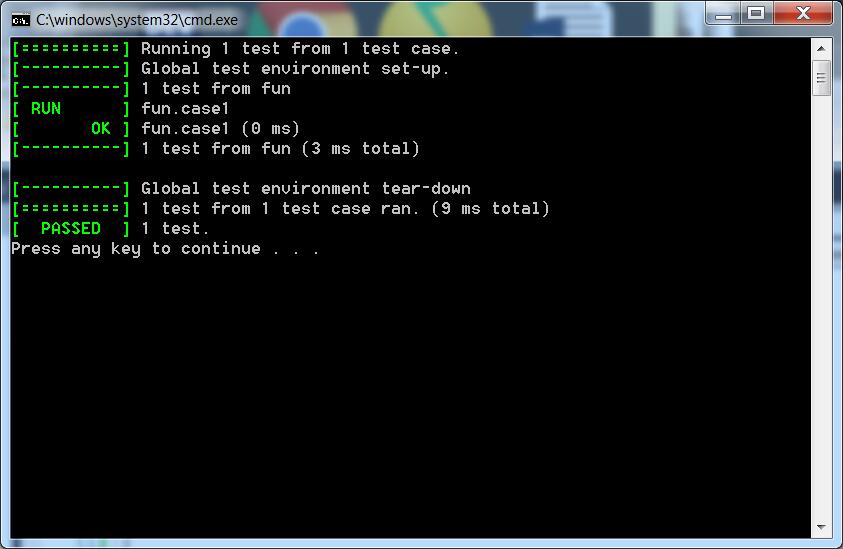 C:\windows\system32\cmd.exe
[==========] Running 1 test from 1 test case.
[----------] Global test environment set-up.
[----------] 1 test from fun
[ RUN      ] fun.case1
[       OK ] fun.case1 (0 ms)
[----------] 1 test from fun (3 ms total)

[----------] Global test environment tear-down
[==========] 1 test from 1 test case ran. (9 ms total)
[  PASSED  ] 1 test.
Press any key to continue . . .